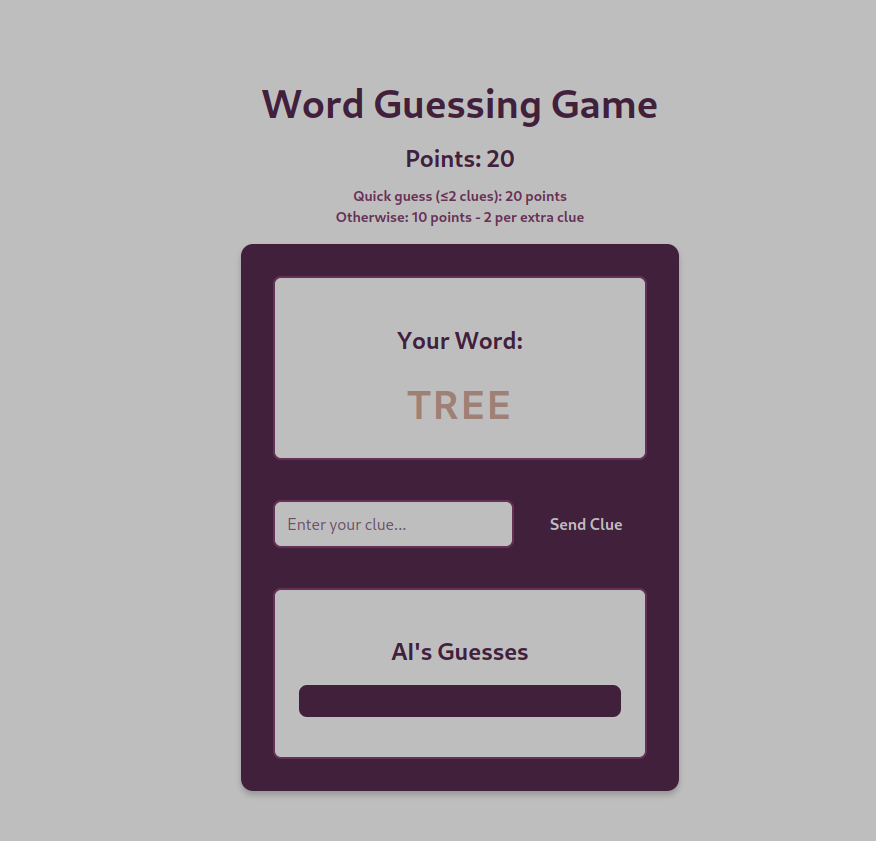 Word Guessing Game
Points: 20
Quick guess (≤2 clues): 20 points
Otherwise: 10 points - 2 per extra clue
Your Word:
TREE
Enter your clue...
Send Clue
AI's Guesses